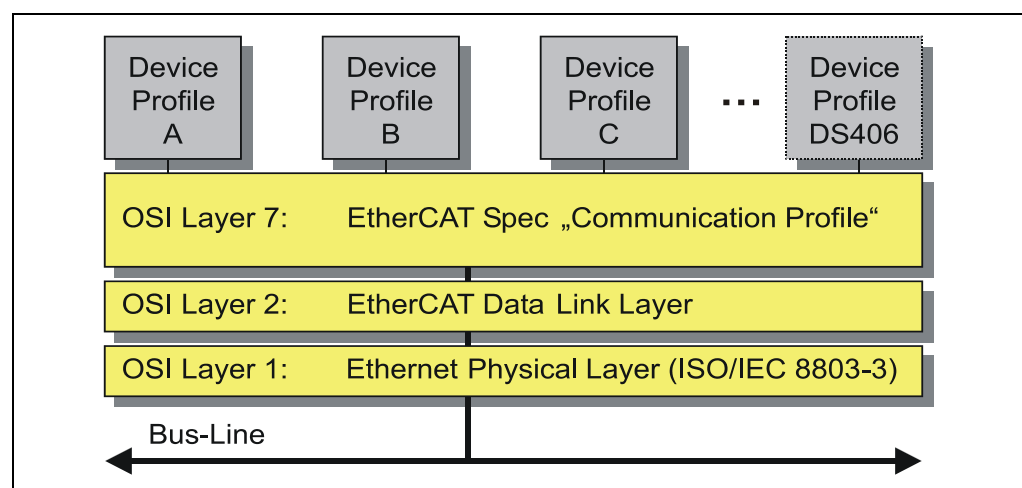 Device
Profile
A
Device
Profile
B
Device
Profile
C
...
Device
Profile
DS406
OSI Layer 7: EtherCAT Spec „Communication Profile“
OSI Layer 2: EtherCAT Data Link Layer
OSI Layer 1: Ethernet Physical Layer (ISO/IEC 8803-3)
Bus-Line